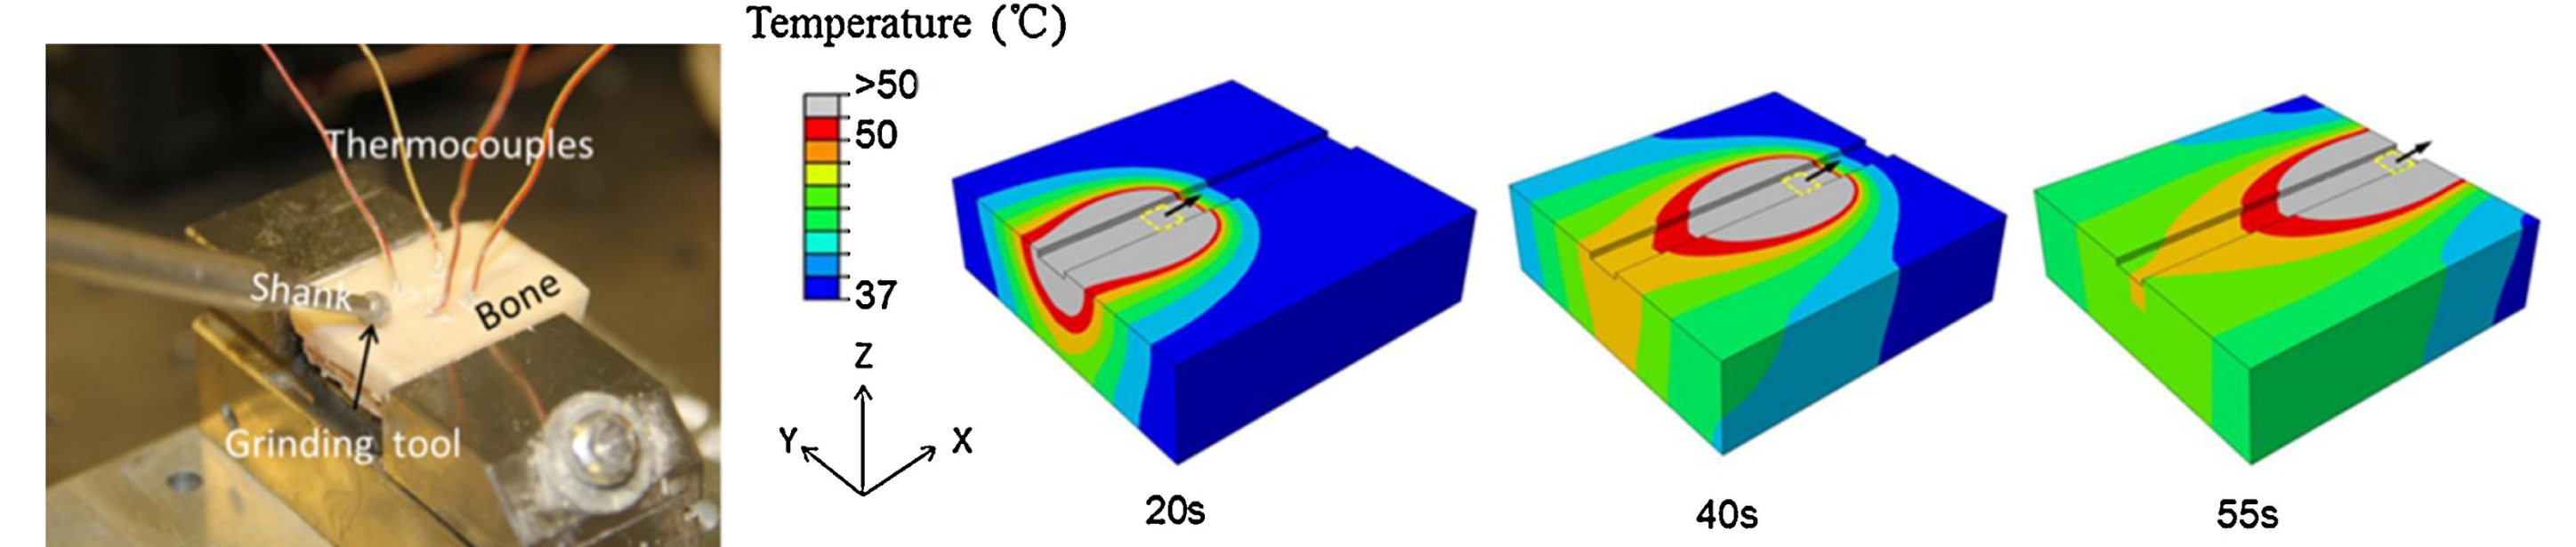 Thermocouples
Shank
Bone
Grinding tool
Temperature (℃)
>50
50
37
Z
Y
X
20s
40s
55s